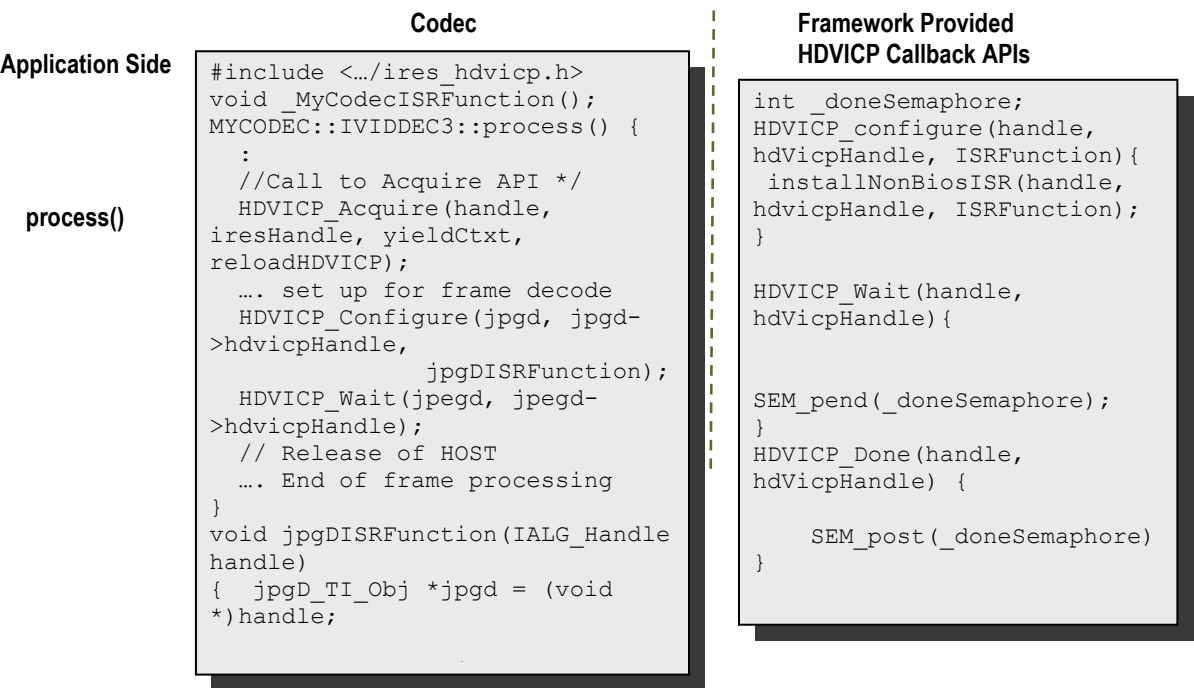 Codec
Application Side
#include <…/ires_hdvicp.h>
void _MyCodecISRFunction();
MYCODEC::IVIDDEC3::process() {
:
//Call to Acquire API */
HDVICP_Acquire(handle,
iresHandle, yieldCtxt,
reloadHDVICP);
…. set up for frame decode
HDVICP_Configure(jpgd, jpgd-
>hdvicpHandle,
jpgDISRFunction);
HDVICP_Wait(jpegd, jpegd-
>hdvicpHandle);
// Release of HOST
…. End of frame processing
}
void jpgDISRFunction(IALG_Handle
handle)
{ jpgD_TI_Obj *jpgd = (void
*)handle;
process()
Framework Provided
HDVICP Callback APIs
int _doneSemaphore;
HDVICP_configure(handle,
hdVicpHandle, ISRFunction){
installNonBiosISR(handle,
hdvicpHandle, ISRFunction);
}
HDVICP_Wait(handle,
hdVicpHandle){
SEM_pend(_doneSemaphore);
}
HDVICP_Done(handle,
hdVicpHandle) {
SEM_post(_doneSemaphore)
}